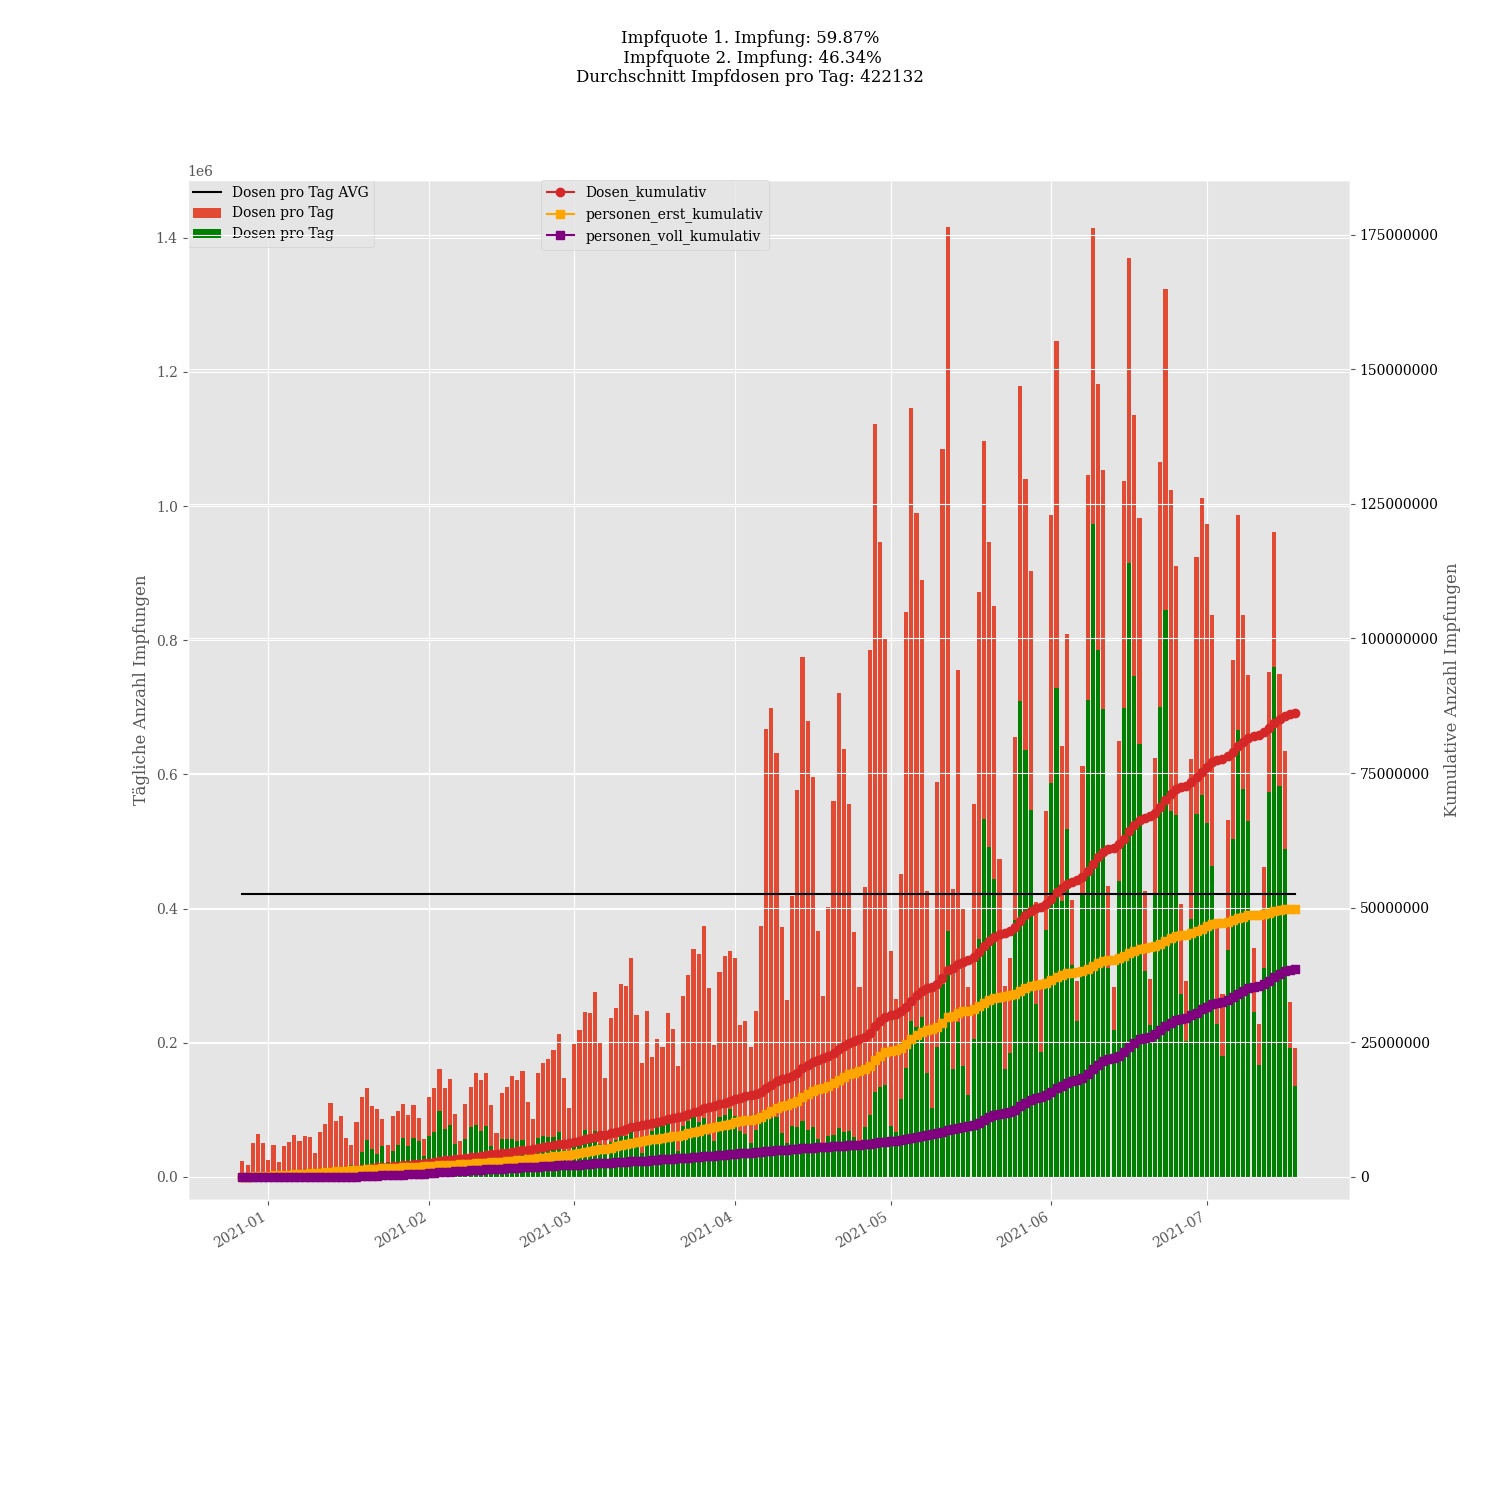 Impfquote 1. Impfung: 59.87%
Impfquote 2. Impfung: 46.34%
Durchschnitt Impfdosen pro Tag: 422132
1e6
Dosen pro Tag AVG
Dosen pro Tag
Dosen pro Tag
Dosen_kumulativ
personen_erst_kumulativ
personen_voll_kumulativ
1.4
1.2
1.0
0.8
0.6
0.4
0.2
0.0
Tägliche Anzahl Impfungen
175000000
150000000
125000000
100000000
75000000
50000000
25000000
0
Kumulative Anzahl Impfungen
2021-01
2021-02
2021-03
2021-04
2021-05
2021-06
2021-07